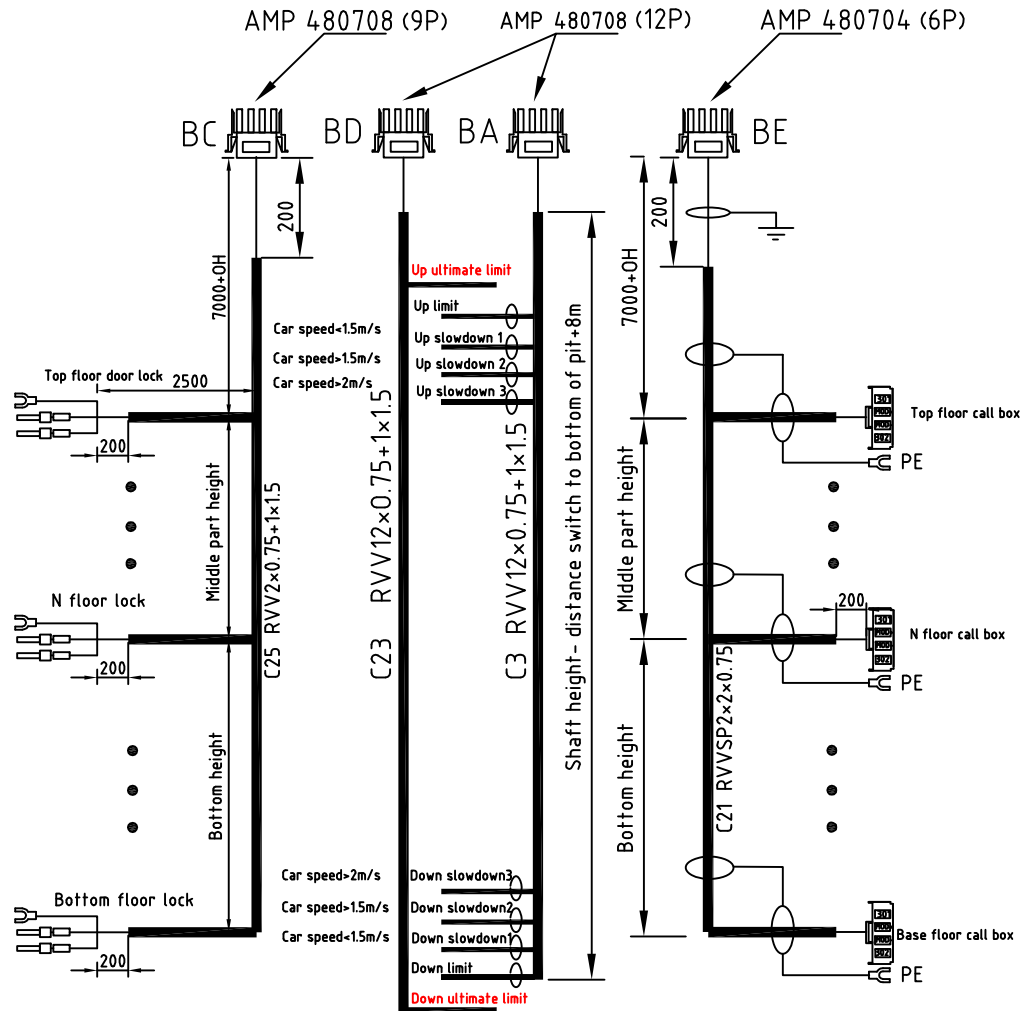 AMP 480708 (9P)
AMP 480708 (12P)
AMP 480704 (6P)
BC
BD
BA
BE
200
200
7000+OH
7000+OH
Up ultimate limit
Up limit
Car speed<1.5m/s
Up slowdown 1
Car speed>1.5m/s
Up slowdown 2
Car speed>2m/s
Up slowdown 3
Top floor door lock
2500
200
301
302
Top floor call box
PE
Middle part height
C25 RVV2×0.75+1×1.5
C23 RVV12×0.75+1×1.5
C3 RVV12×0.75+1×1.5
Shaft height- distance switch to bottom of pit+8m
MIddle part height
N floor lock
200
200
301
302
N floor call box
PE
Bottom height
Bottom height
C21 RVVSP2×2×0.75
Car speed>2m/s
Down slowdown3
Car speed>1.5m/s
Down slowdown2
Car speed<1.5m/s
Down slowdown1
Down limit
Down ultimate limit
Bottom floor lock
200
301
302
Base floor call box
PE